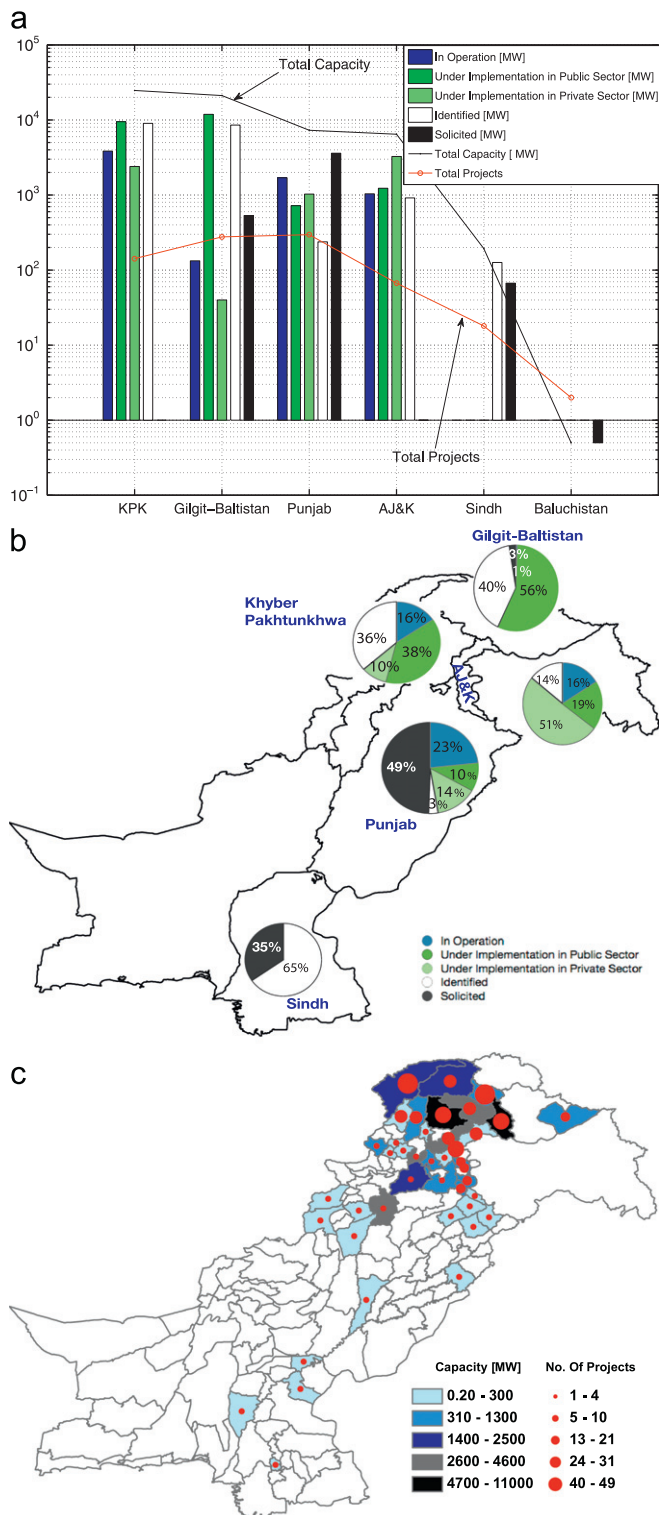 a
10^5
10^4
10^3
10^2
10^1
10^0
10^−1
Total Capacity
In Operation [MW]
Under Implementation in Public Sector [MW]
Under Implementation in Private Sector [MW]
Identified [MW]
Solicited [MW]
Total Capacity [ MW]
Total Projects
Total Projects
KPK Gilgit−Baltistan Punjab AJ&K Sindh Baluchistan
b
Gilgit-Baltistan
3%
1%
40% 56%
Khyber
Pakhtunkhwa
16%
36% 38%
10%
AJ&K
14% 16%
19%
51%
23%
49%
10%
14%
3%
Punjab
35%
65%
Sindh
In Operation
Under Implementation in Public Sector
Under Implementation in Private Sector
Identified
Solicited
c
Capacity [MW] No. Of Projects
0.20 - 300 1 - 4
310 - 1300 5 - 10
1400 - 2500 13 - 21
2600 - 4600 24 - 31
4700 - 11000 40 - 49